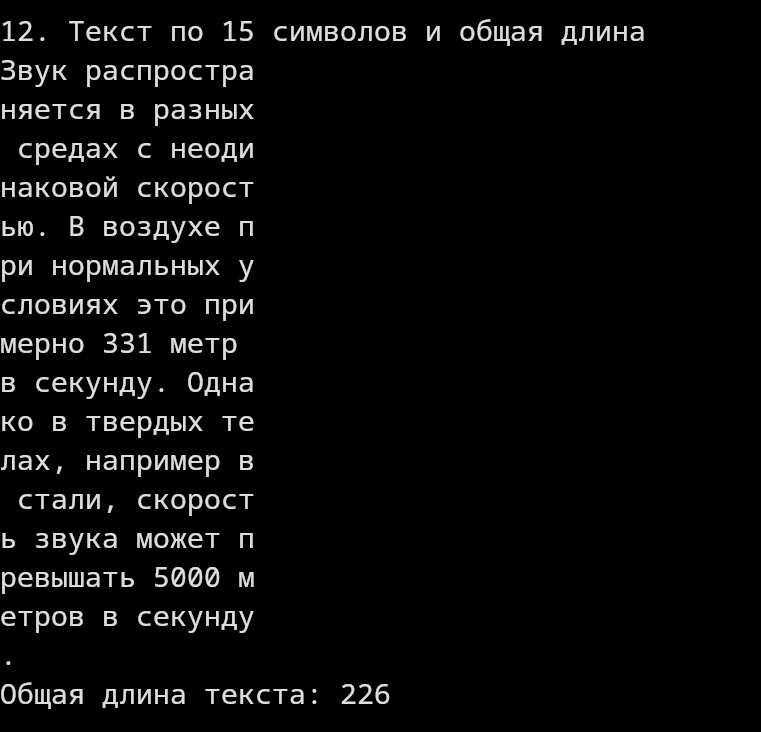 12. Текст по 15 символов и общая длина
Звук распростра
няется в разных
 средах с неоди
наковой скорост
ью. В воздухе п
ри нормальных у
словиях это при
мерно 331 метр 
в секунду. Одна
ко в твердых те
лах, например в
 стали, скорост
ь звука может п
ревышать 5000 м
етров в секунду
.
Общая длина текста: 226